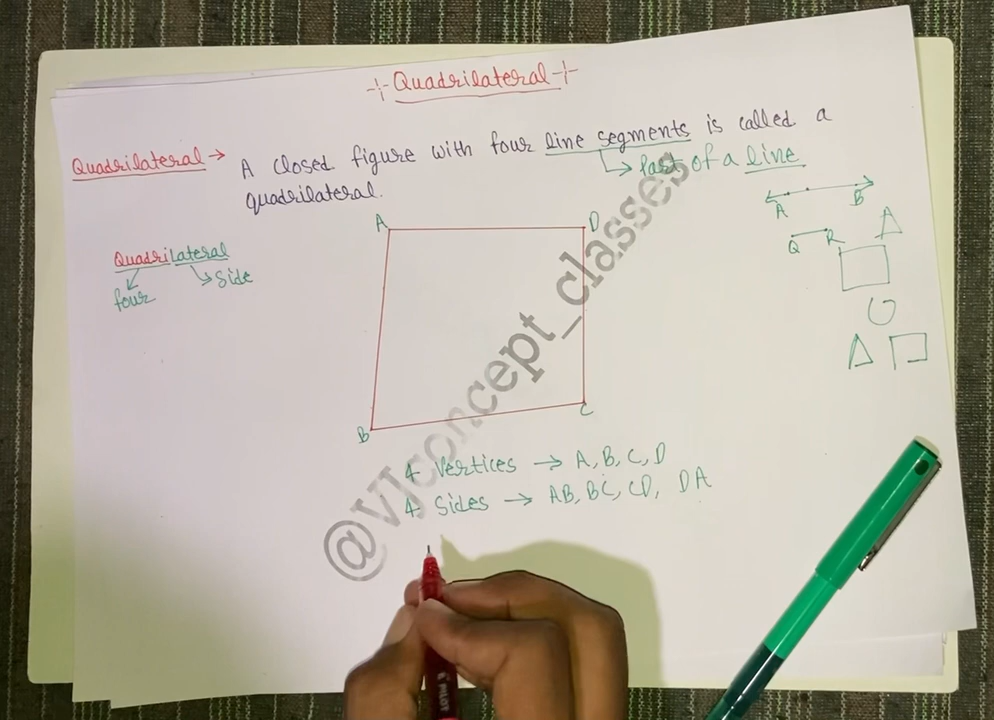 Quadrilateral
Quadrilateral → A closed figure with four line segments is called a
quadrilateral.
Part of a line
A B
Q R
Quadrilateral
four
Side
A D
B C
4 Vertices → A, B, C, D
4 Sides → AB, BC, CD, DA
@VJconcept_classes
PILOT